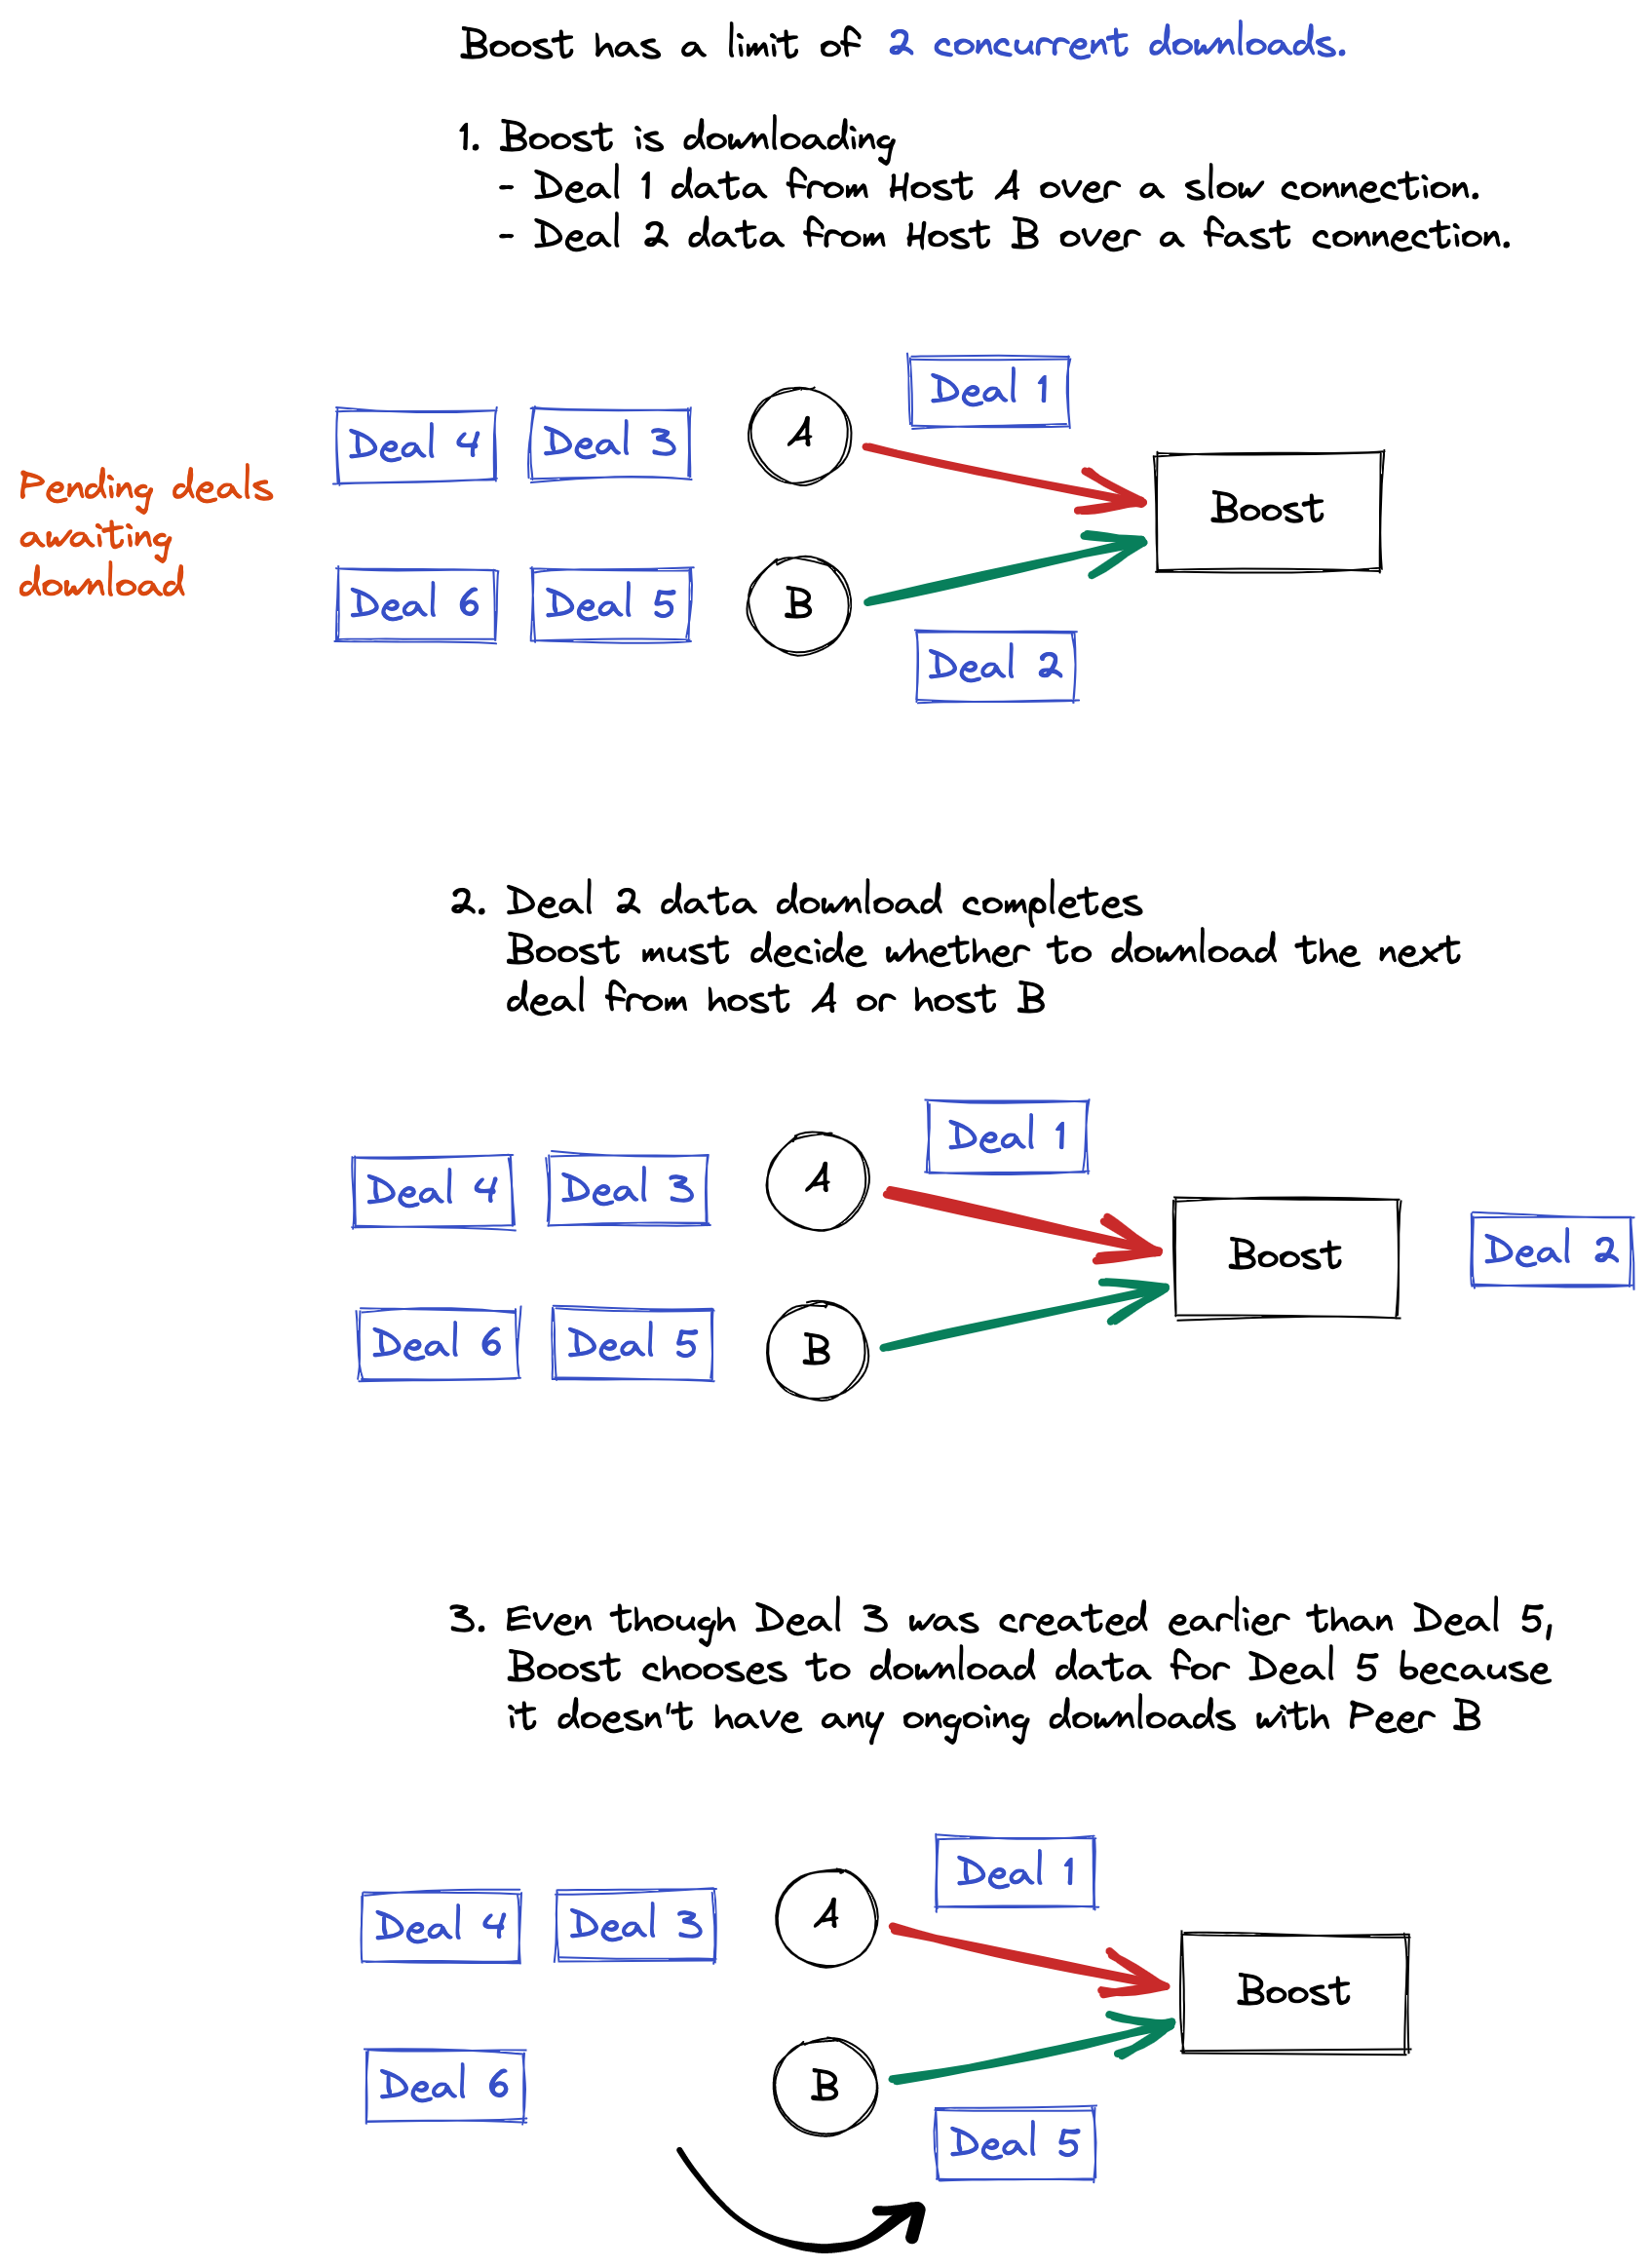 Boost has a limit of 2 concurrent downloads.
1. Boost is downloading
- Deal 1 data from Host A over a slow connection.
- Deal 2 data from Host B over a fast connection.
Deal 1
Deal 4 Deal 3 A
Pending deals
awaiting
download
Boost
Deal 6 Deal 5 B
Deal 2
2. Deal 2 data download completes
Boost must decide whether to download the next
deal from host A or host B
Deal 1
Deal 4 Deal 3 A
Boost Deal 2
Deal 6 Deal 5 B
3. Even though Deal 3 was created earlier than Deal 5,
Boost chooses to download data for Deal 5 because
it doesn't have any ongoing downloads with Peer B
Deal 1
Deal 4 Deal 3 A
Boost
Deal 6 B
Deal 5